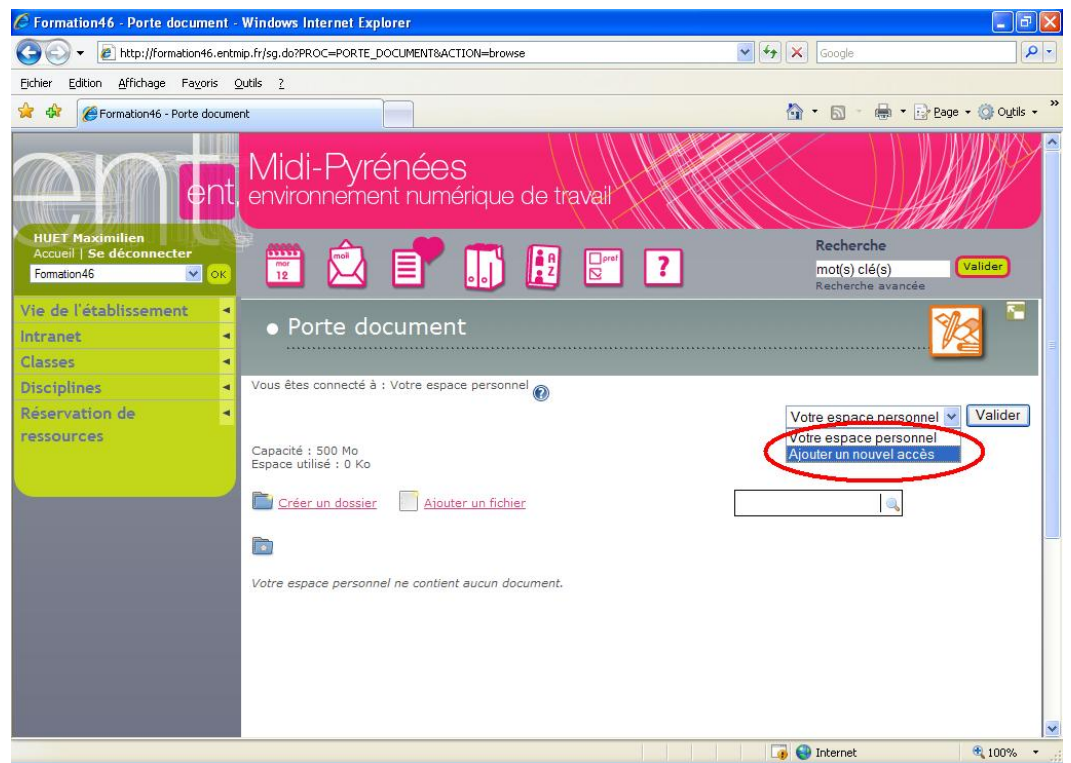 Formation46 - Porte document - Windows Internet Explorer
http://formation46.entmip.fr/sg.do?PROC=PORTE_DOCUMENT&ACTION=browse
Google
Fichier Edition Affichage Favoris Outils ?
Formation46 - Porte document
Page Outils »
ent
ent
Midi-Pyrénées
environnement numérique de travail
HUET Maximilien
Accueil | Se déconnecter
Formation46 OK
mar
12
mail
A
Z
pref
?
Recherche
mot(s) clé(s) Valider
Recherche avancée
Vie de l'établissement
Intranet
Classes
Disciplines
Réservation de
ressources
Porte document
Vous êtes connecté à : Votre espace personnel ?
Votre espace personnel Valider
Votre espace personnel
Ajouter un nouvel accès
Capacité : 500 Mo
Espace utilisé : 0 Ko
Créer un dossier Ajouter un fichier
Votre espace personnel ne contient aucun document.
Internet 100%